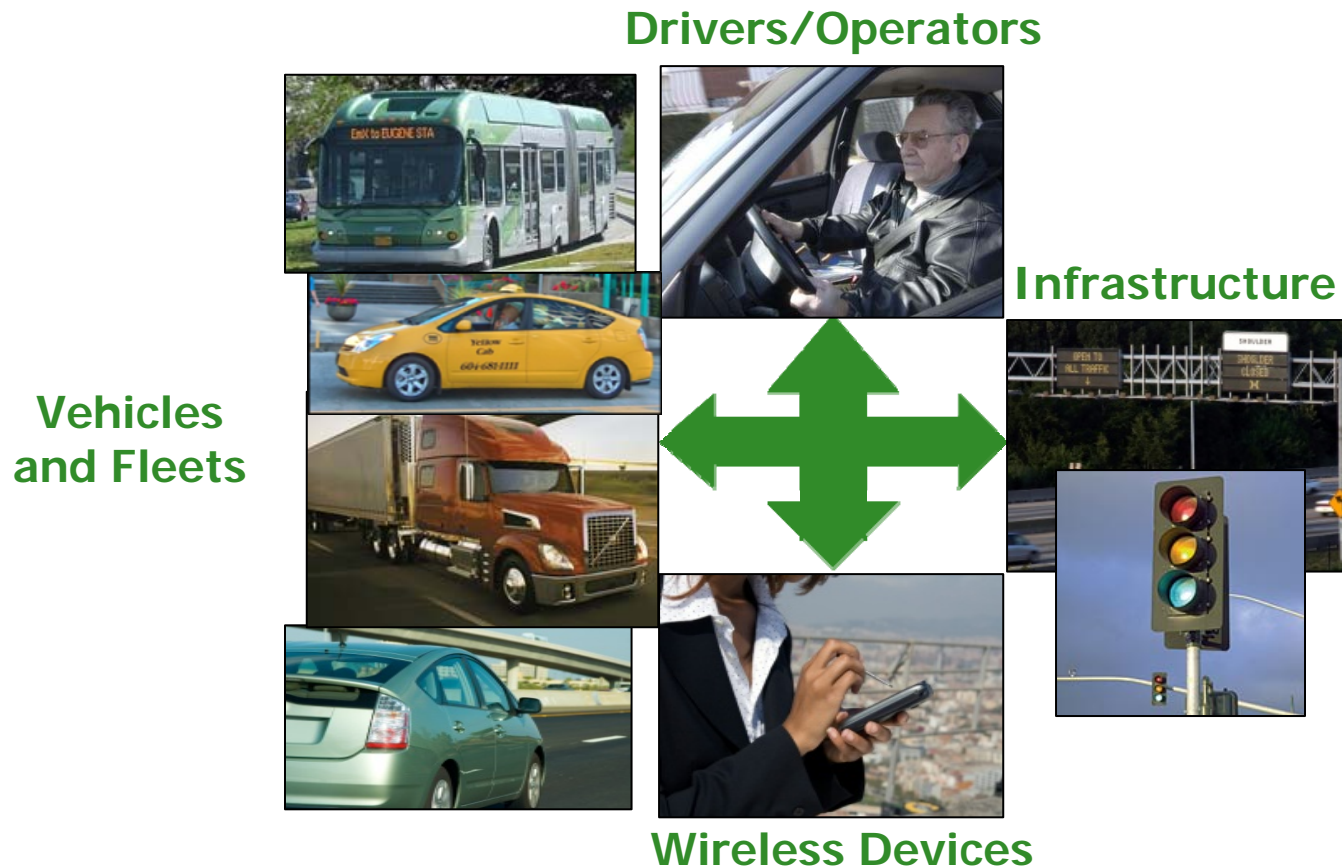 Drivers/Operators
EmX to EUGENE STA
Infrastructure
OPEN TO
ALL TRAFFIC
↓
SHOULDER
SHOULDER
CLOSED
X
Yellow
Cab
604-681-1111
Vehicles
and Fleets
Wireless Devices